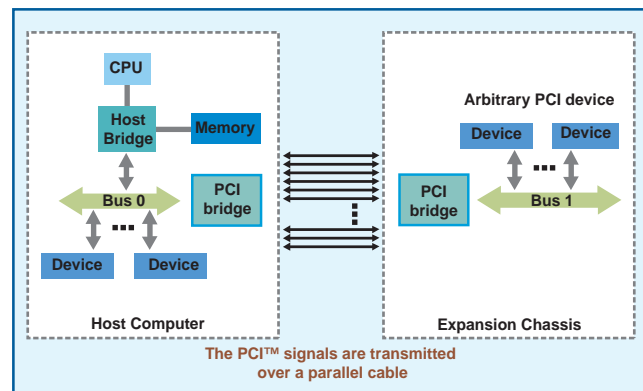 CPU
Host
Bridge
Memory
Bus 0
PCI
bridge
Device
Device
Host Computer
Arbitrary PCI device
Device
Device
PCI
bridge
Bus 1
Expansion Chassis
The PCI™ signals are transmitted
over a parallel cable